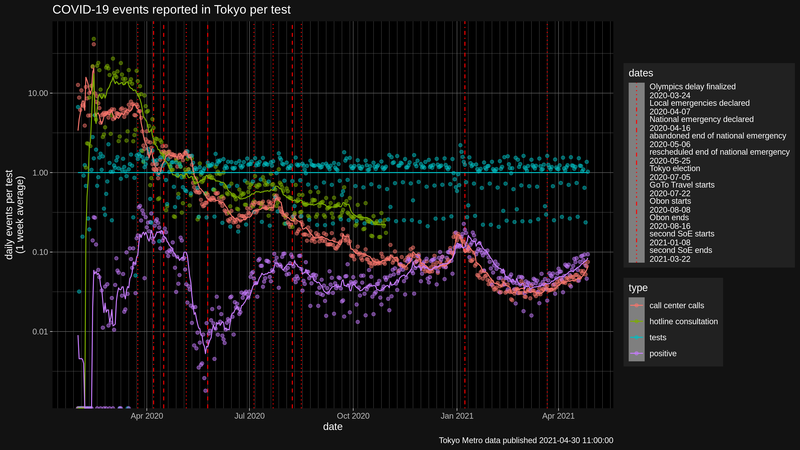 COVID-19 events reported in Tokyo per test
daily events per test
(1 week average)
10.00
1.00
0.10
0.01
Apr 2020
Jul 2020
Oct 2020
Jan 2021
Apr 2021
date
Tokyo Metro data published 2021-04-30 11:00:00
dates
Olympics delay finalized
2020-03-24
Local emergencies declared
2020-04-07
National emergency declared
2020-04-16
abandoned end of national emergency
2020-05-06
rescheduled end of national emergency
2020-05-25
Tokyo election
2020-07-05
GoTo Travel starts
2020-07-22
Obon starts
2020-08-08
Obon ends
2020-08-16
second SoE starts
2021-01-08
second SoE ends
2021-03-22
type
call center calls
hotline consultation
tests
positive